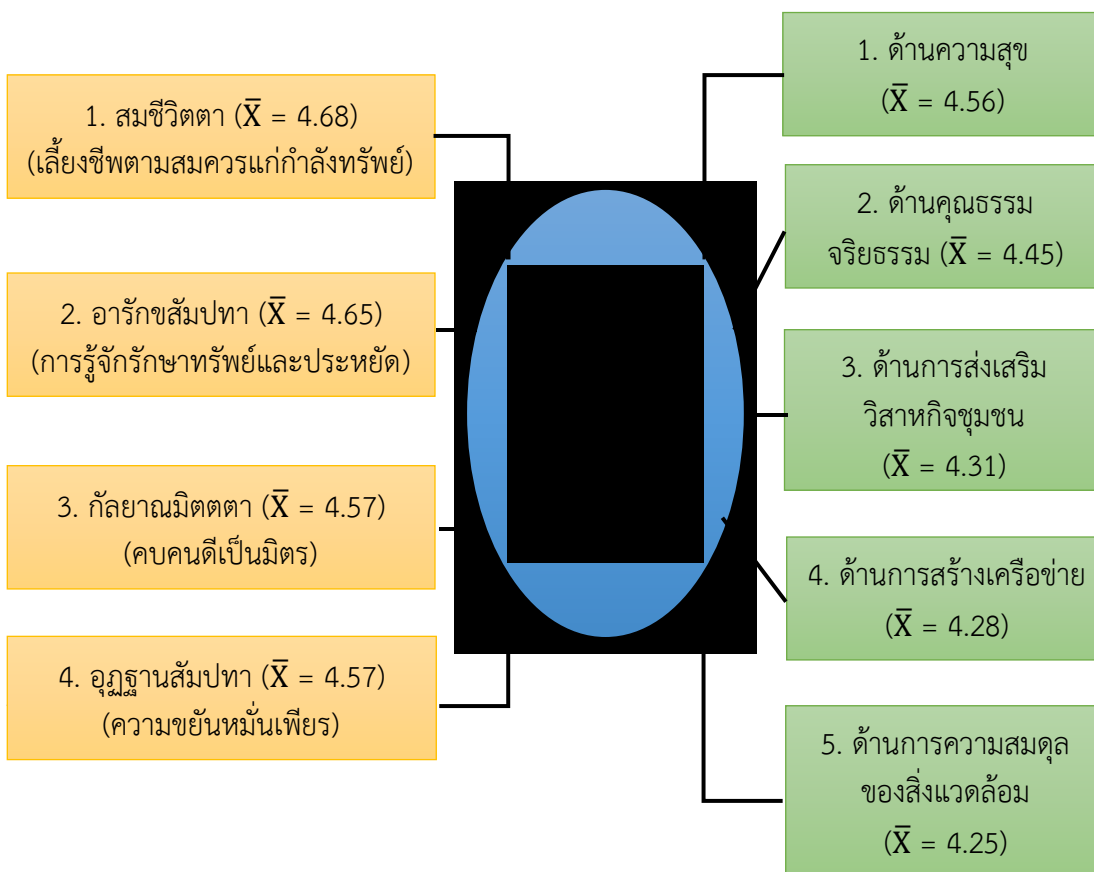 1. สมชีวิตตา (X̄ = 4.68)
(เลี้ยงชีพตามสมควรแก่กำลังทรัพย์)
2. อารักขสัมปทา (X̄ = 4.65)
(การรู้จักรักษาทรัพย์และประหยัด)
3. กัลยาณมิตตตา (X̄ = 4.57)
(คบคนดีเป็นมิตร)
4. อุฏฐานสัมปทา (X̄ = 4.57)
(ความขยันหมั่นเพียร)
1. ด้านความสุข
(X̄ = 4.56)
2. ด้านคุณธรรม
จริยธรรม (X̄ = 4.45)
3. ด้านการส่งเสริม
วิสาหกิจชุมชน
(X̄ = 4.31)
4. ด้านการสร้างเครือข่าย
(X̄ = 4.28)
5. ด้านการความสมดุล
ของสิ่งแวดล้อม
(X̄ = 4.25)